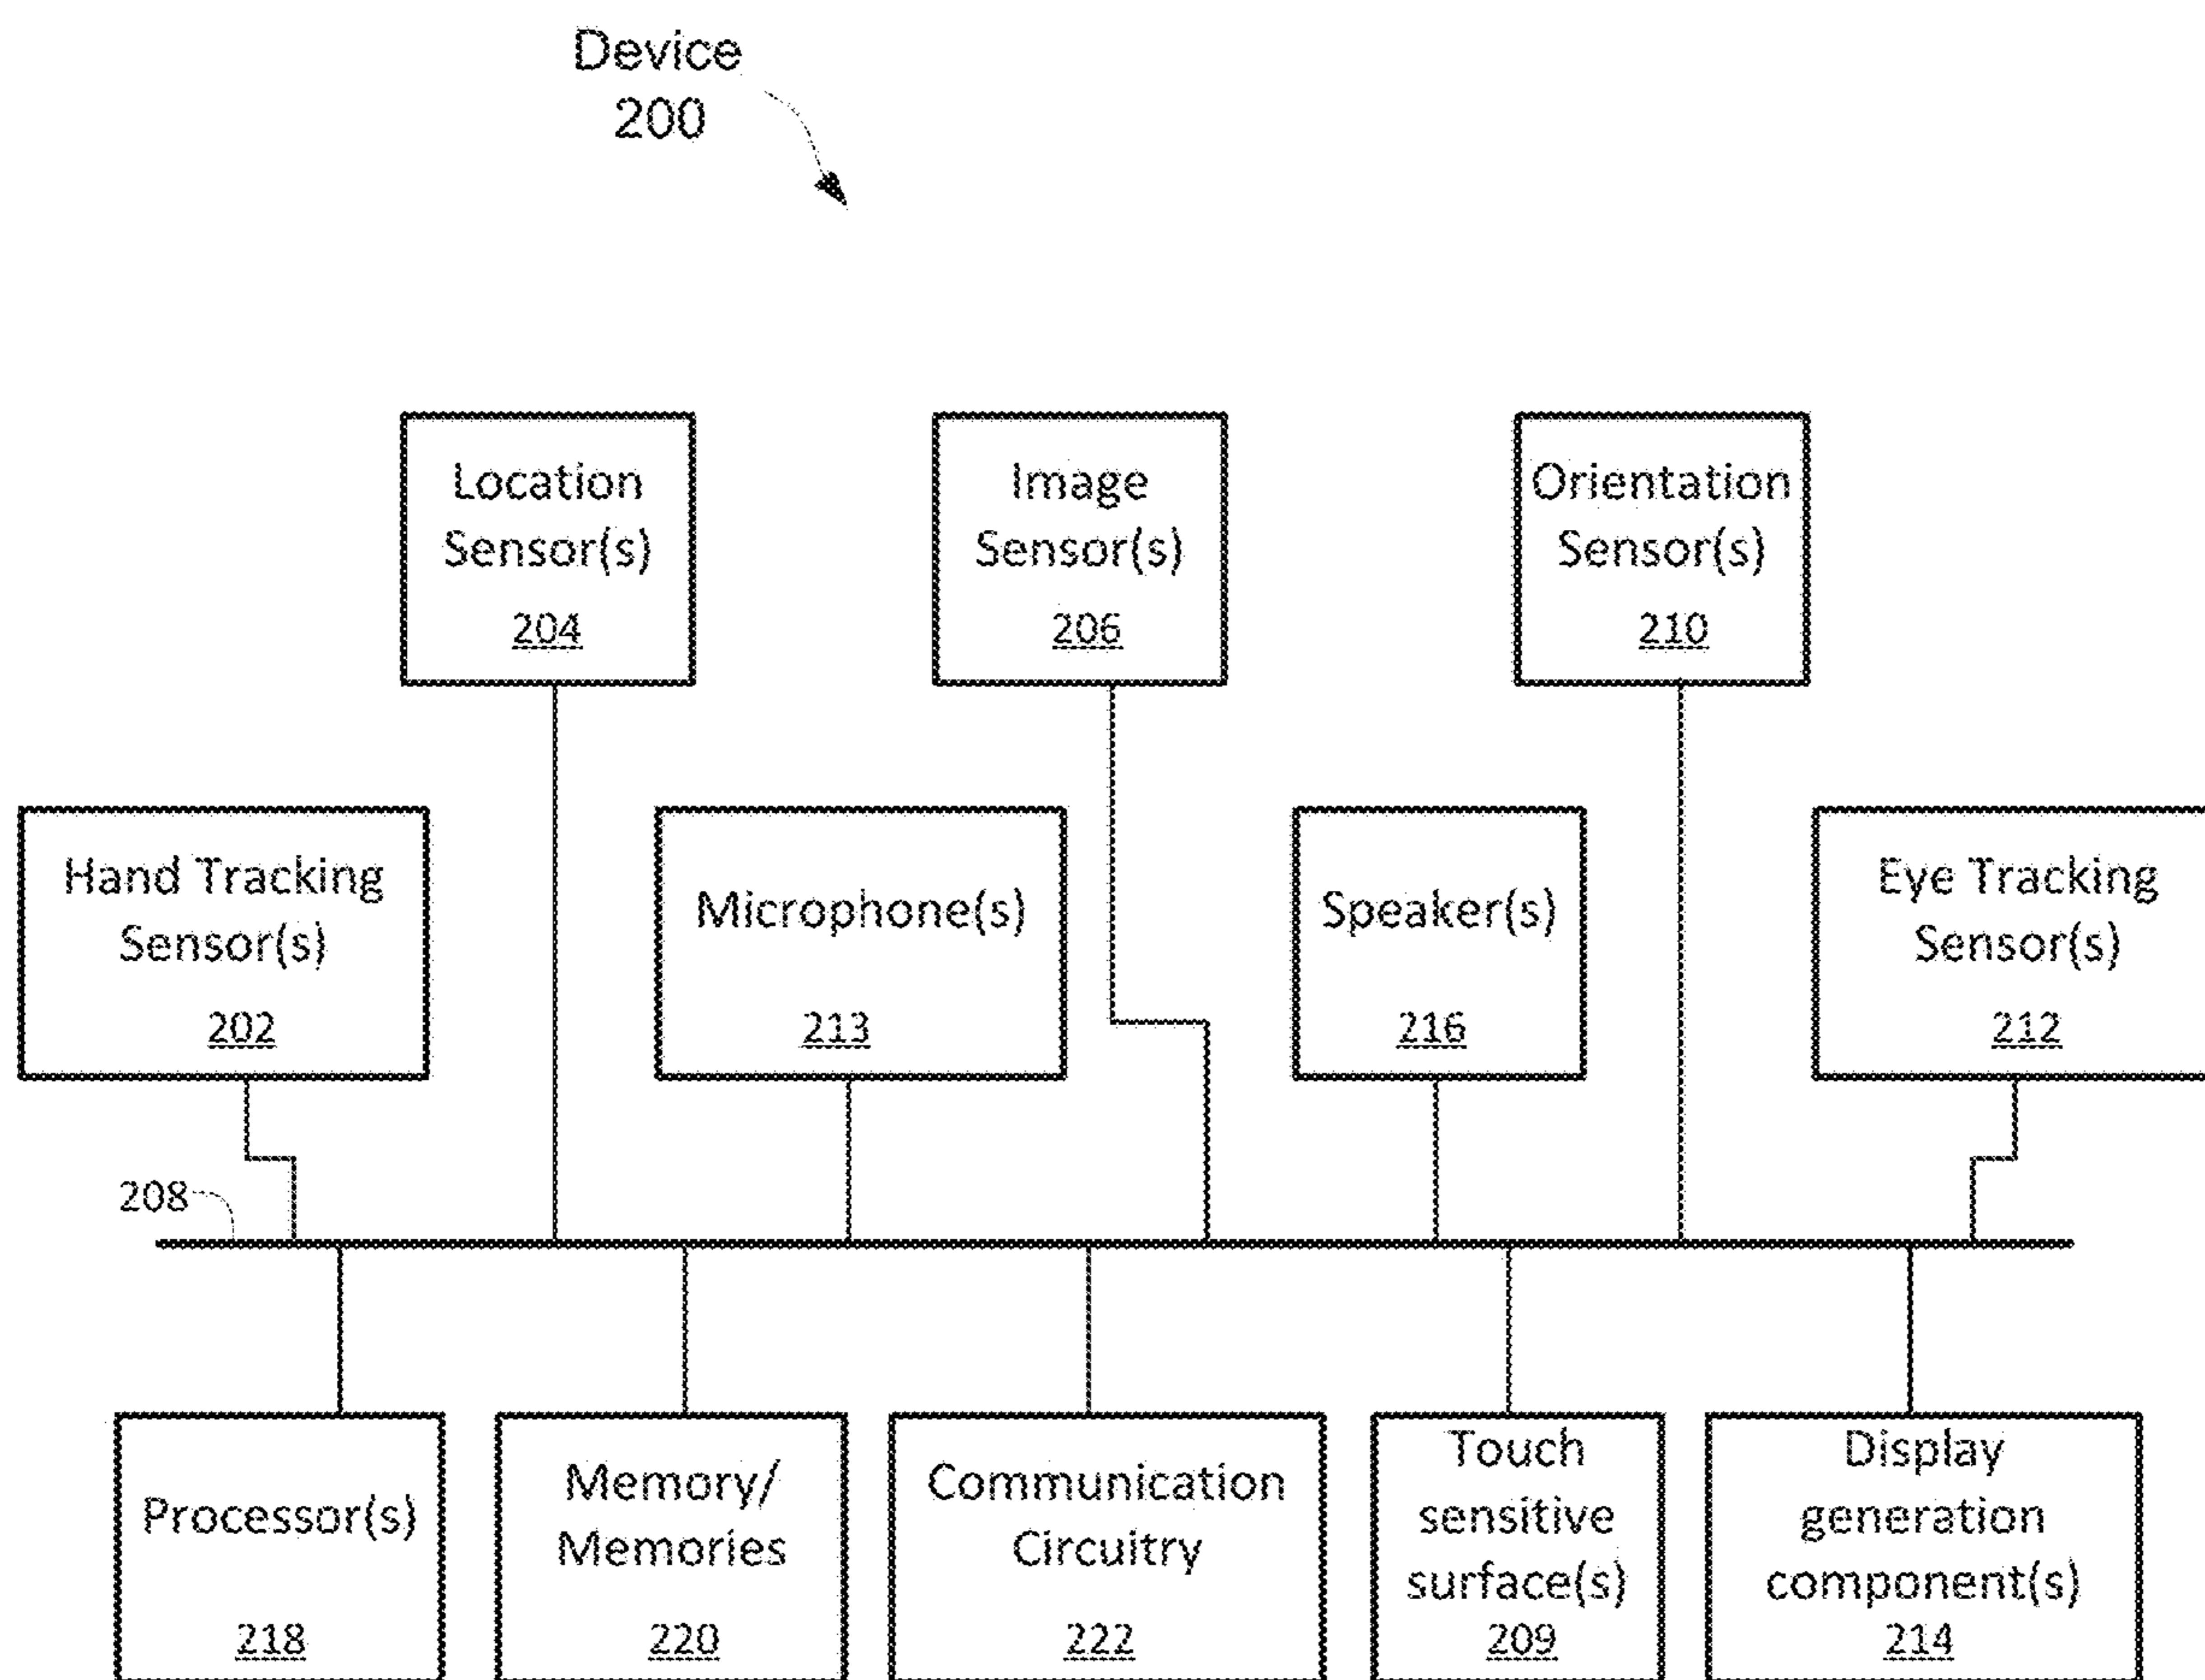 Device
200
Location
Sensor(s)
204
Image
Sensor(s)
206
Orientation
Sensor(s)
210
Hand Tracking
Sensor(s)
202
Microphone(s)
213
Speaker(s)
216
Eye Tracking
Sensor(s)
212
208
Processor(s)
218
Memory/
Memories
220
Communication
Circuitry
222
Touch
sensitive
surface(s)
209
Display
generation
component(s)
214